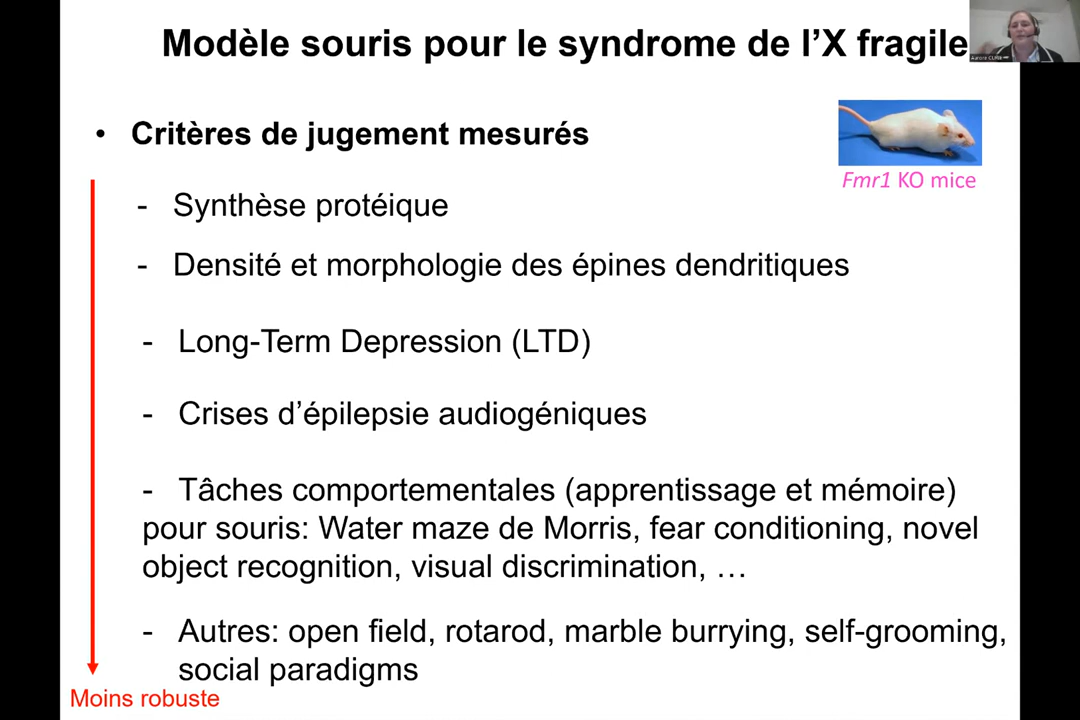 Modèle souris pour le syndrome de l’X fragile
• Critères de jugement mesurés
Fmr1 KO mice
- Synthèse protéique
- Densité et morphologie des épines dendritiques
- Long-Term Depression (LTD)
- Crises d’épilepsie audiogéniques
- Tâches comportementales (apprentissage et mémoire)
pour souris: Water maze de Morris, fear conditioning, novel
object recognition, visual discrimination, …
- Autres: open field, rotarod, marble burrying, self-grooming,
social paradigms
Moins robuste